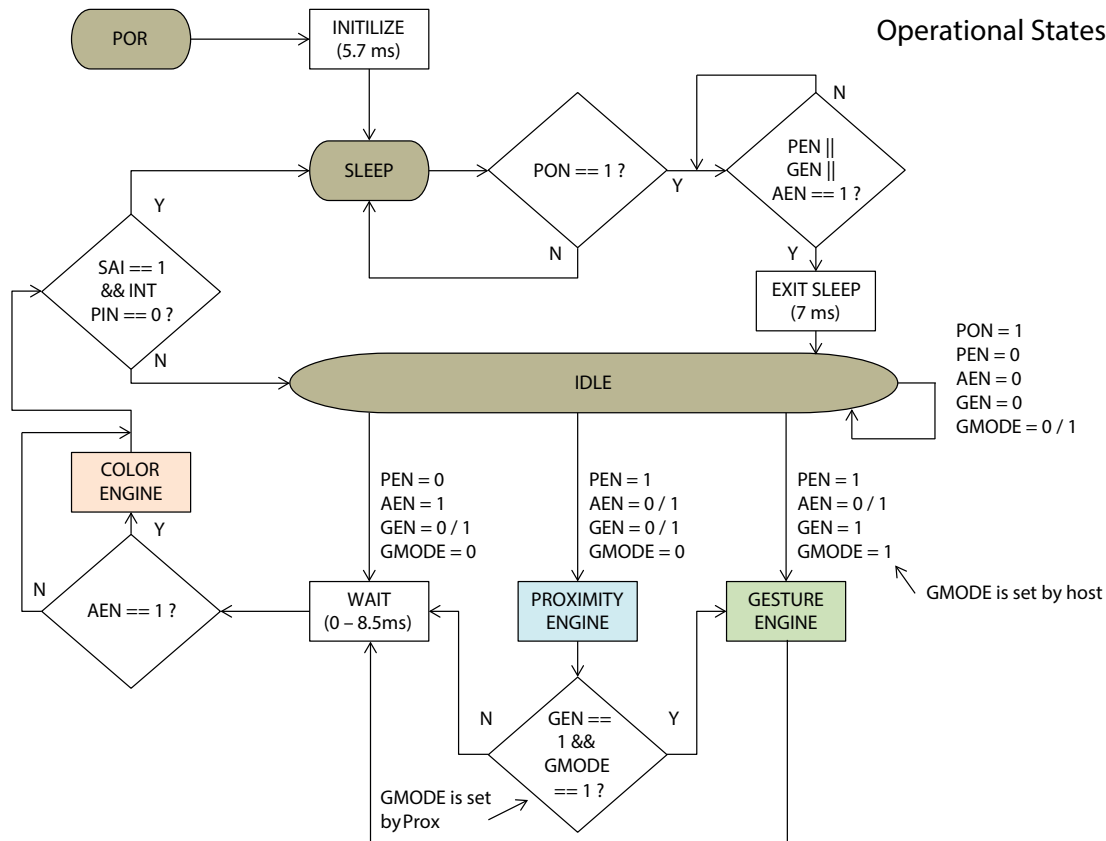 Operational States
POR
INITILIZE
(5.7 ms)
SLEEP
PON == 1 ?
Y
N
PEN ||
GEN ||
AEN == 1 ?
N
Y
EXIT SLEEP
(7 ms)
Y
SAI == 1
&& INT
PIN == 0 ?
N
IDLE
PON = 1
PEN = 0
AEN = 0
GEN = 0
GMODE = 0 / 1
PEN = 0
AEN = 1
GEN = 0 / 1
GMODE = 0
PEN = 1
AEN = 0 / 1
GEN = 0 / 1
GMODE = 0
PEN = 1
AEN = 0 / 1
GEN = 1
GMODE = 1
GMODE is set by host
COLOR
ENGINE
Y
N
AEN == 1 ?
WAIT
(0 – 8.5ms)
PROXIMITY
ENGINE
GESTURE
ENGINE
N
Y
GEN ==
1 &&
GMODE
== 1 ?
GMODE is set
by Prox